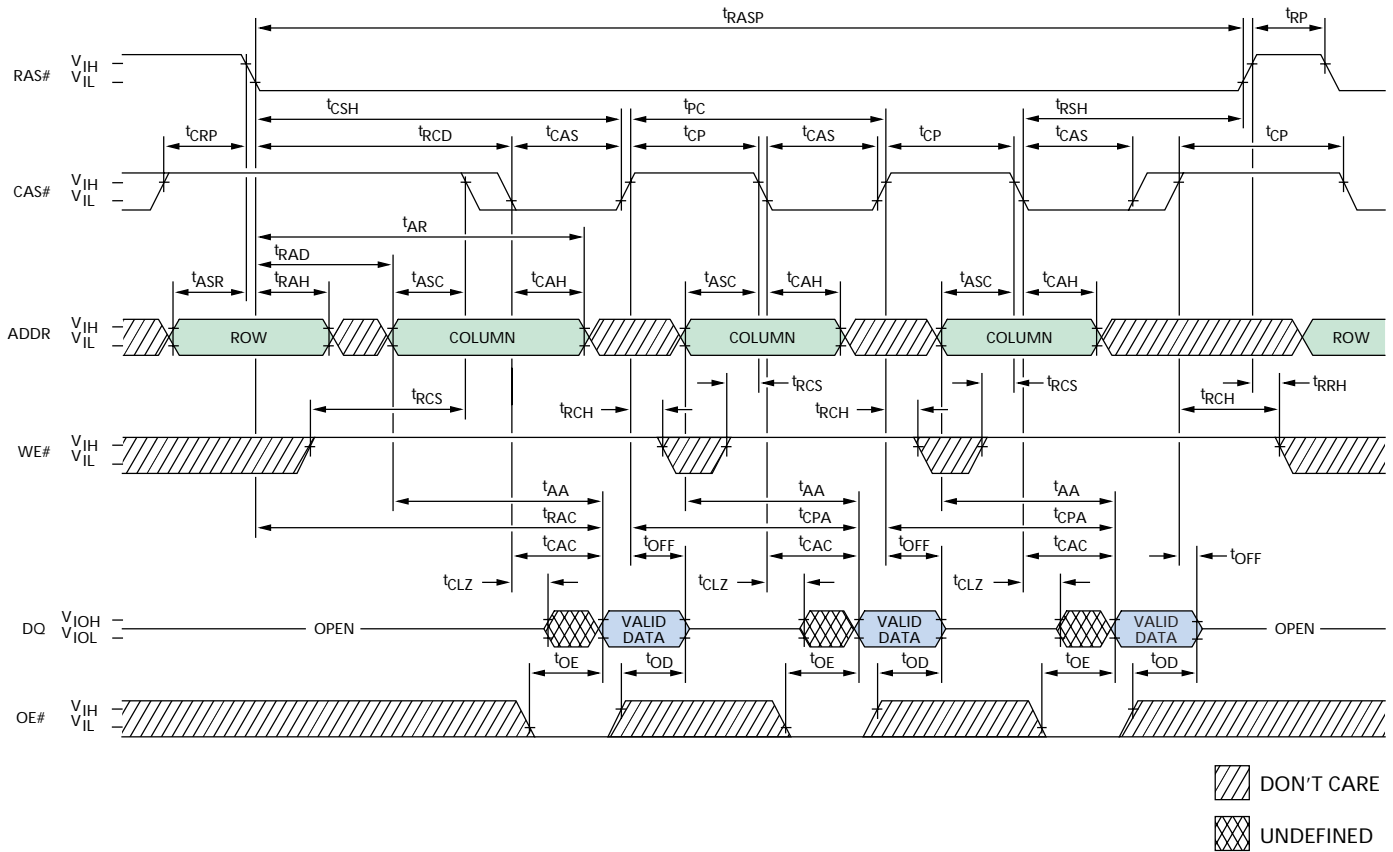 tRASP tRP
RAS# VIH
VIL
tCSH tPC tRSH
tCRP tRCD tCAS tCP tCAS tCP tCAS tCP
CAS# VIH
VIL
tAR
tRAD
tASR tRAH tASC tCAH tASC tCAH tASC tCAH
ADDR VIH
VIL
ROW COLUMN COLUMN COLUMN ROW
tRCS tRCH tRCS tRCH tRCS tRCH tRRH
WE# VIH
VIL
tAA tAA tAA
tRAC tCPA tCPA
tCAC tOFF tCAC tOFF tCAC tOFF
tCLZ tCLZ tCLZ
DQ VIOH
VIOL
OPEN VALID
DATA VALID
DATA VALID
DATA OPEN
tOE tOD tOE tOD tOE tOD
OE# VIH
VIL
DON'T CARE
UNDEFINED